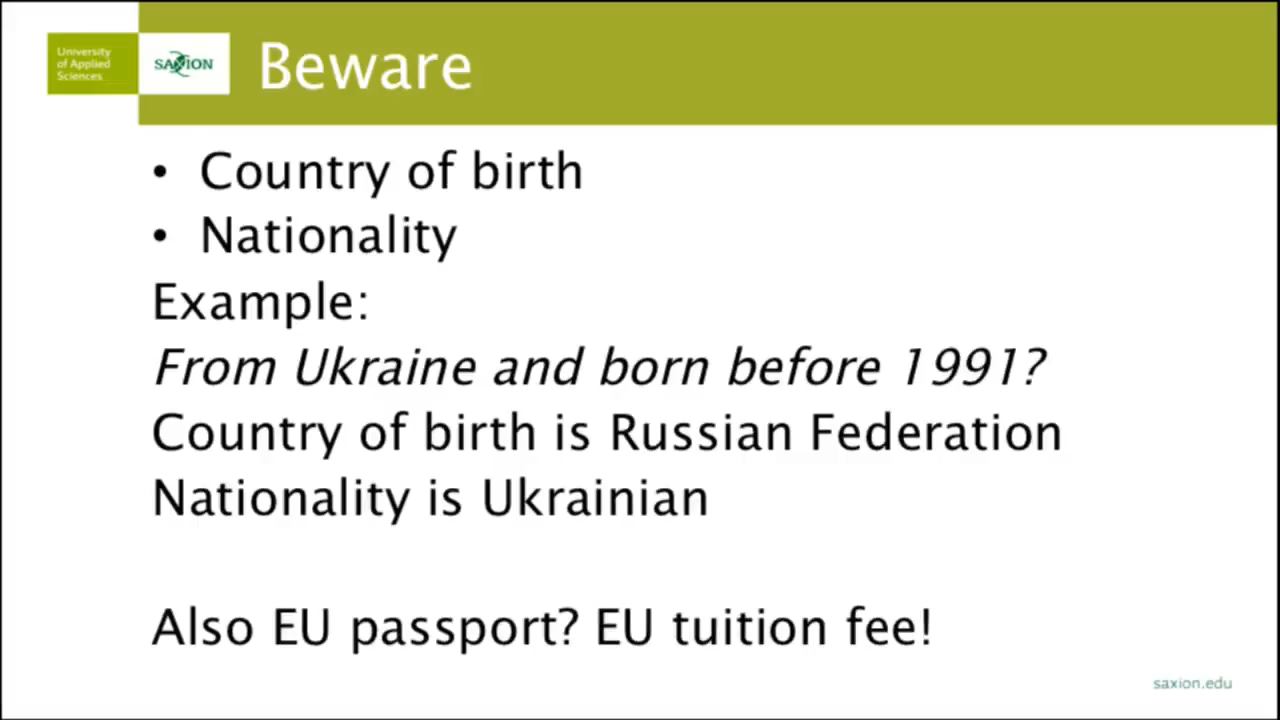 University
of Applied
Sciences
SAXION
Beware
• Country of birth
• Nationality
Example:
From Ukraine and born before 1991?
Country of birth is Russian Federation
Nationality is Ukrainian
Also EU passport? EU tuition fee!
saxion.edu